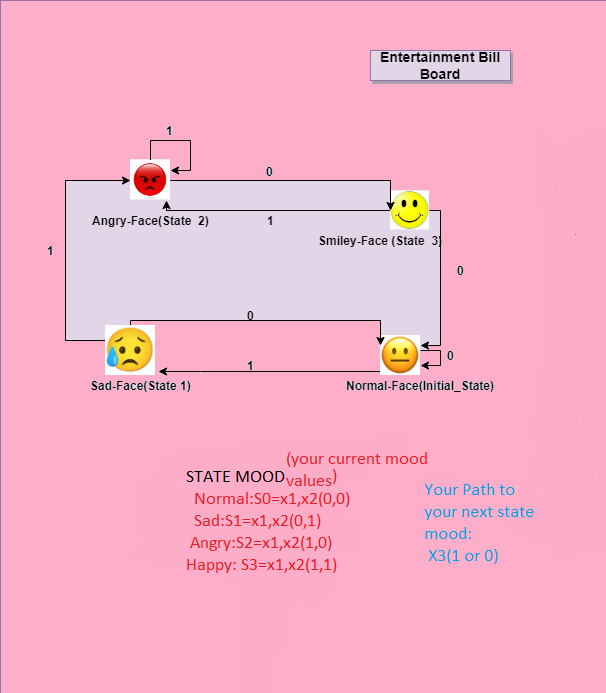 Entertainment Bill
Board
1
0
Angry-Face(State 2)
1
Smiley-Face (State 3)
1
0
0
0
1
Sad-Face(State 1)
Normal-Face(Initial_State)
(your current mood
STATE MOOD values)
Normal:S0=x1,x2(0,0)
Sad:S1=x1,x2(0,1)
Angry:S2=x1,x2(1,0)
Happy: S3=x1,x2(1,1)
Your Path to
your next state
mood:
X3(1 or 0)